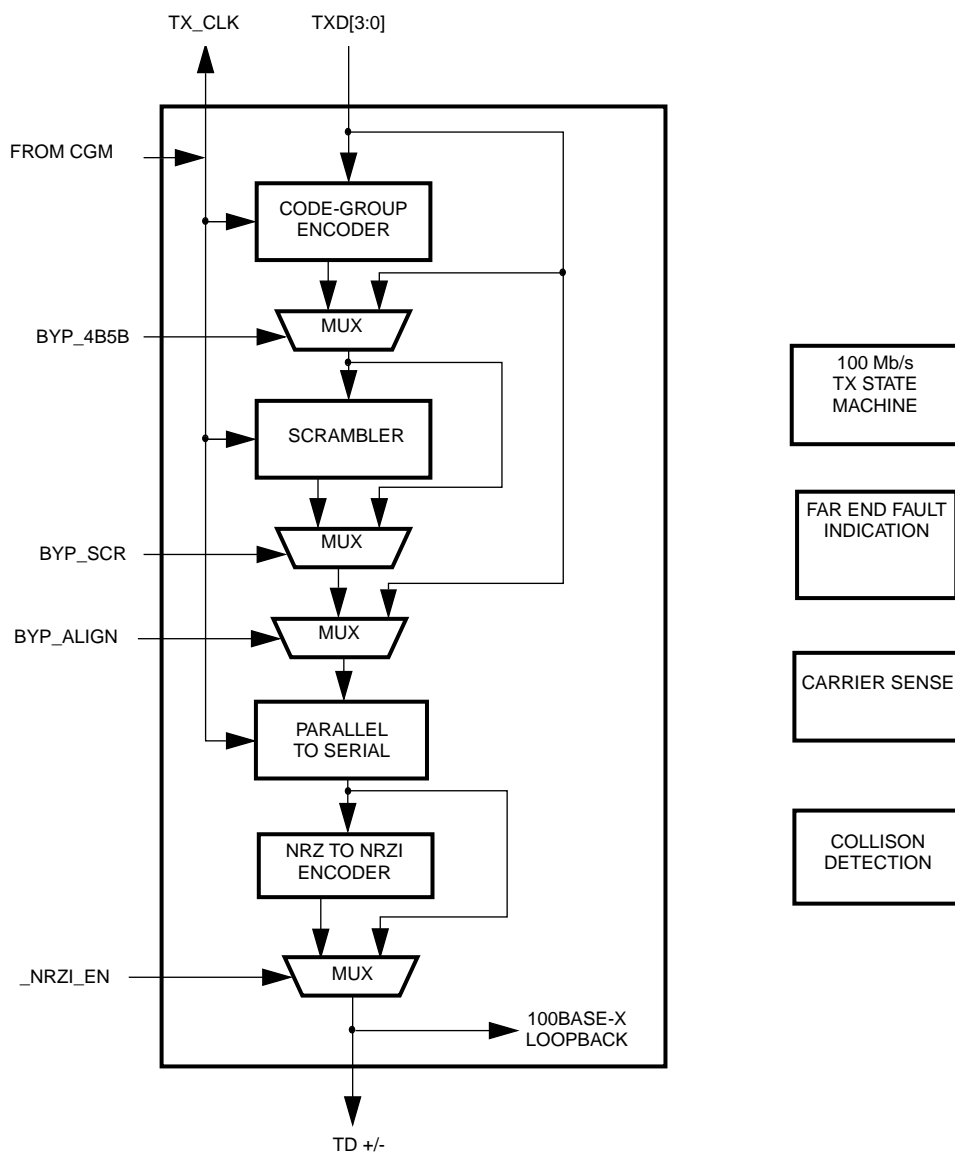 TX_CLK
TXD[3:0]
FROM CGM
CODE-GROUP
ENCODER
MUX
BYP_4B5B
SCRAMBLER
MUX
BYP_SCR
MUX
BYP_ALIGN
PARALLEL
TO SERIAL
NRZ TO NRZI
ENCODER
MUX
_NRZI_EN
100BASE-X
LOOPBACK
TD +/-
100 Mb/s
TX STATE
MACHINE
FAR END FAULT
INDICATION
CARRIER SENSE
COLLISON
DETECTION